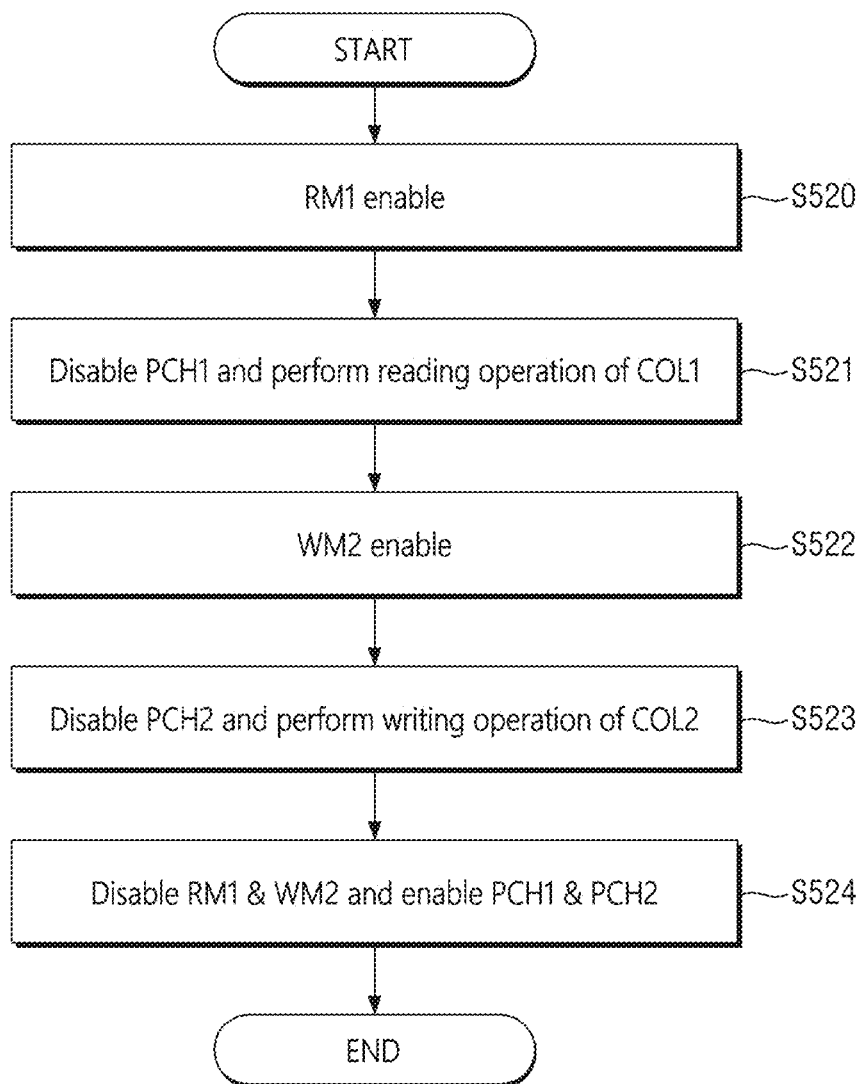 START
RM1 enable
S520
Disable PCH1 and perform reading operation of COL1
S521
WM2 enable
S522
Disable PCH2 and perform writing operation of COL2
S523
Disable RM1 & WM2 and enable PCH1 & PCH2
S524
END